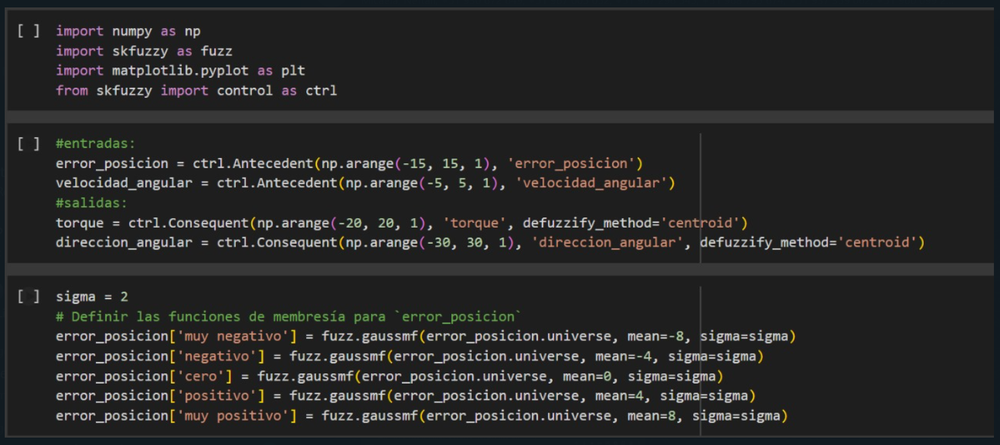 [ ] import numpy as np
import skfuzzy as fuzz
import matplotlib.pyplot as plt
from skfuzzy import control as ctrl
[ ] #entradas:
error_posicion = ctrl.Antecedent(np.arange(-15, 15, 1), 'error_posicion')
velocidad_angular = ctrl.Antecedent(np.arange(-5, 5, 1), 'velocidad_angular')
#salidas:
torque = ctrl.Consequent(np.arange(-20, 20, 1), 'torque', defuzzify_method='centroid')
direccion_angular = ctrl.Consequent(np.arange(-30, 30, 1), 'direccion_angular', defuzzify_method='centroid')
[ ] sigma = 2
# Definir las funciones de membresía para `error_posicion`
error_posicion['muy negativo'] = fuzz.gaussmf(error_posicion.universe, mean=-8, sigma=sigma)
error_posicion['negativo'] = fuzz.gaussmf(error_posicion.universe, mean=-4, sigma=sigma)
error_posicion['cero'] = fuzz.gaussmf(error_posicion.universe, mean=0, sigma=sigma)
error_posicion['positivo'] = fuzz.gaussmf(error_posicion.universe, mean=4, sigma=sigma)
error_posicion['muy positivo'] = fuzz.gaussmf(error_posicion.universe, mean=8, sigma=sigma)